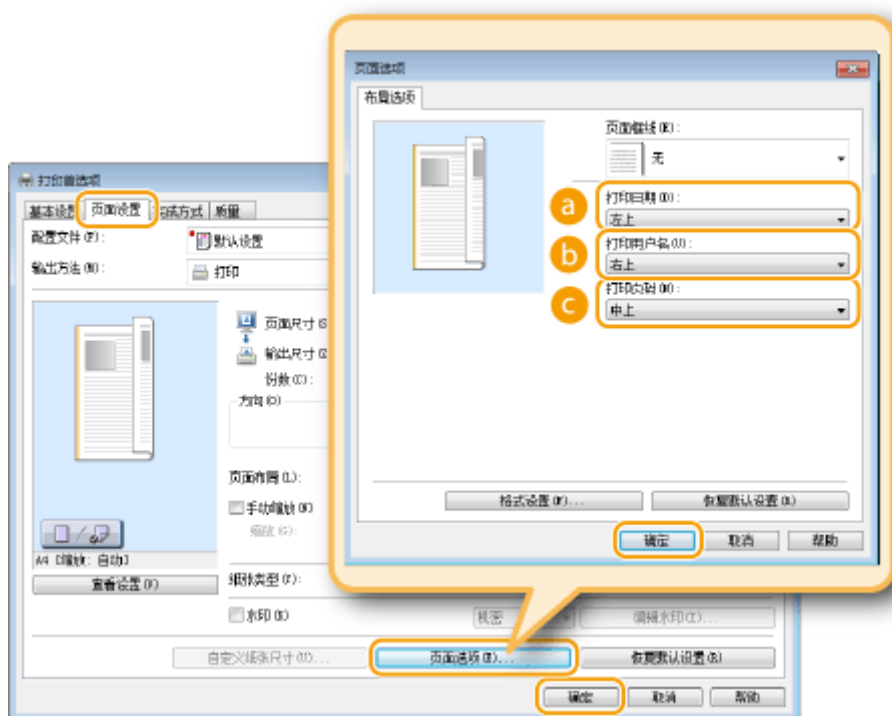 页面选项
布局选项
页面框线(E):
无
a
打印日期(D):
左上
b
打印用户名(U):
右上
c
打印页码(M):
中上
格式设置(F)...
恢复默认设置(R)
确定
取消
帮助
打印首选项
基本设置
页面设置
完成方式
质量
配置文件(F):
默认设置
输出方法(M):
打印
页面尺寸(S
输出尺寸(Z
份数(C):
方向(O)
页面布局(L):
手动缩放(N)
缩放(G):
A4 [缩放: 自动]
查看设置(V)
纸张类型(P):
水印(K)
机密
编辑水印(I)...
自定义纸张尺寸(U)...
页面选项(E)...
恢复默认设置(R)
确定
取消
帮助